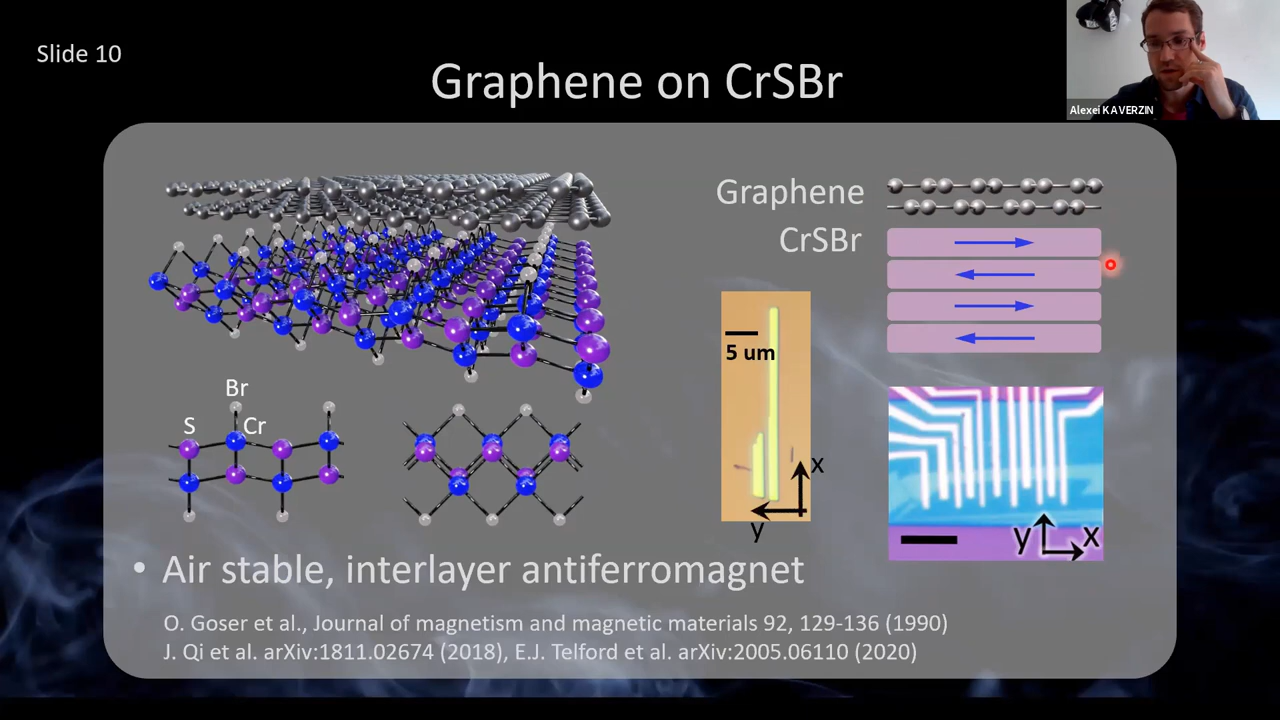 Slide 10
Graphene on CrSBr
Alexei KAVERZIN
Graphene
CrSBr
5 um
x
y
Br
S
Cr
y
x
• Air stable, interlayer antiferromagnet
O. Goser et al., Journal of magnetism and magnetic materials 92, 129-136 (1990)
J. Qi et al. arXiv:1811.02674 (2018), E.J. Telford et al. arXiv:2005.06110 (2020)